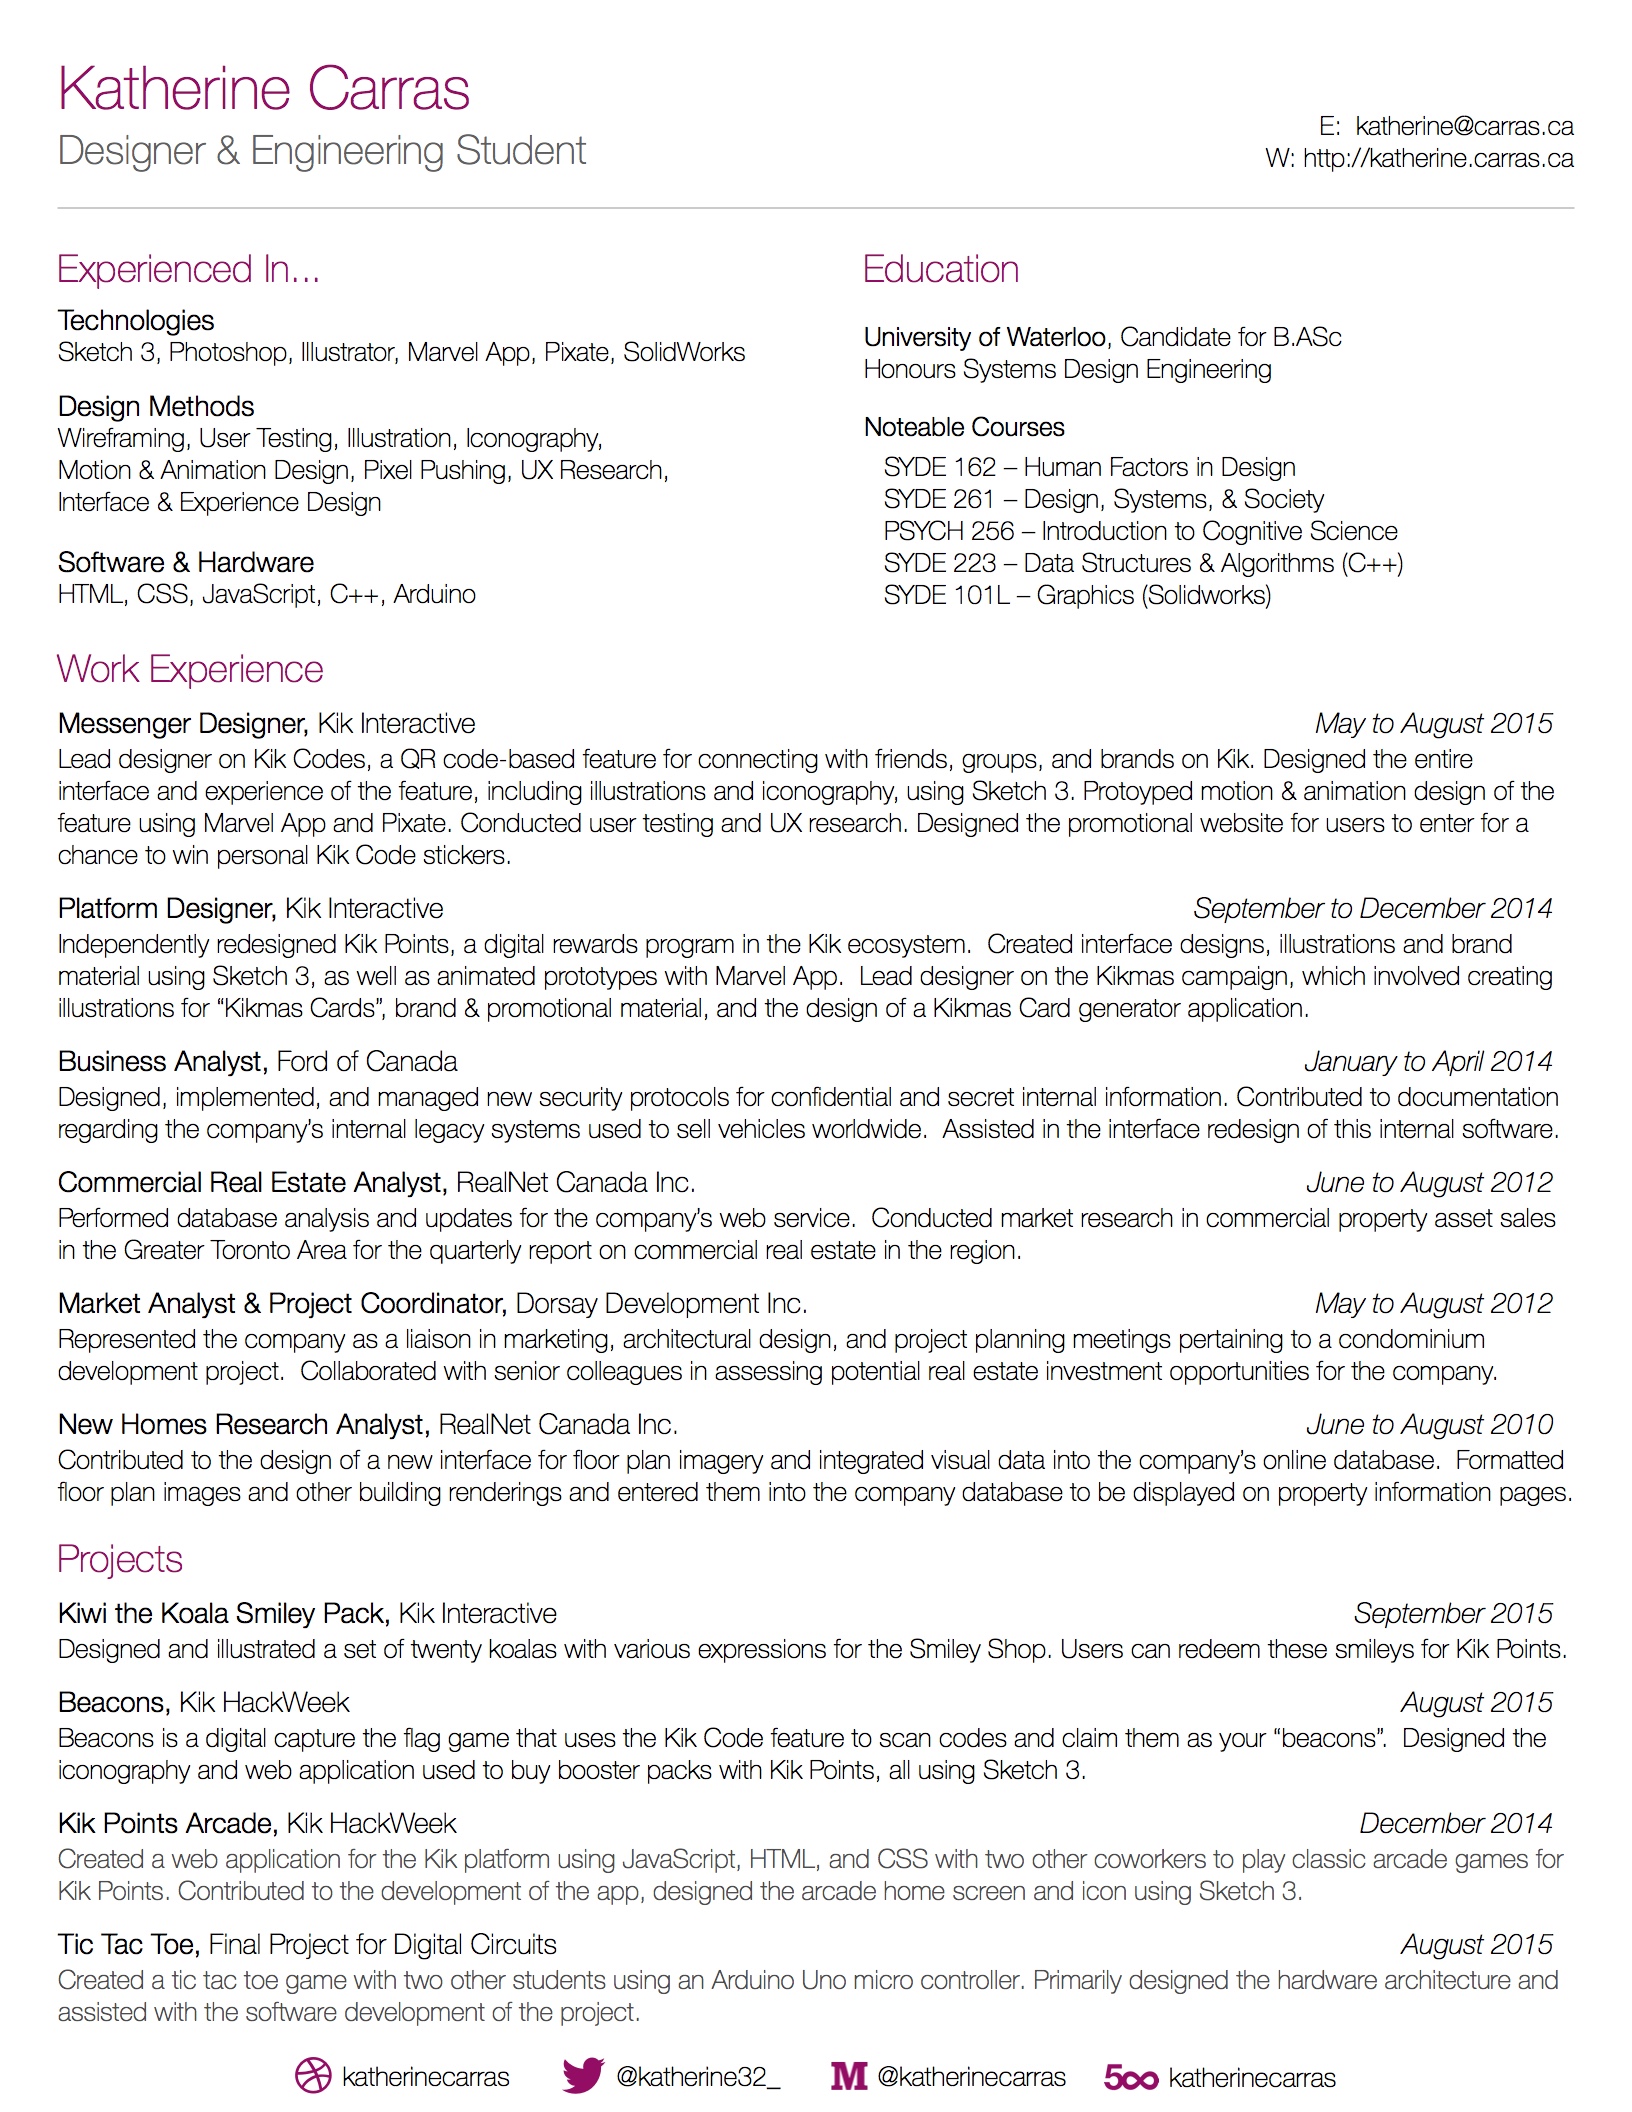 Katherine Carras
Designer & Engineering Student
E: katherine@carras.ca
W: http://katherine.carras.ca
Experienced In...
Technologies
Sketch 3, Photoshop, Illustrator, Marvel App, Pixate, SolidWorks
Design Methods
Wireframing, User Testing, Illustration, Iconography,
Motion & Animation Design, Pixel Pushing, UX Research,
Interface & Experience Design
Software & Hardware
HTML, CSS, JavaScript, C++, Arduino
Education
University of Waterloo, Candidate for B.ASc
Honours Systems Design Engineering
Noteable Courses
SYDE 162 – Human Factors in Design
SYDE 261 – Design, Systems, & Society
PSYCH 256 – Introduction to Cognitive Science
SYDE 223 – Data Structures & Algorithms (C++)
SYDE 101L – Graphics (Solidworks)
Work Experience
Messenger Designer, Kik Interactive May to August 2015
Lead designer on Kik Codes, a QR code-based feature for connecting with friends, groups, and brands on Kik. Designed the entire
interface and experience of the feature, including illustrations and iconography, using Sketch 3. Protoyped motion & animation design of the
feature using Marvel App and Pixate. Conducted user testing and UX research. Designed the promotional website for users to enter for a
chance to win personal Kik Code stickers.
Platform Designer, Kik Interactive September to December 2014
Independently redesigned Kik Points, a digital rewards program in the Kik ecosystem. Created interface designs, illustrations and brand
material using Sketch 3, as well as animated prototypes with Marvel App. Lead designer on the Kikmas campaign, which involved creating
illustrations for “Kikmas Cards”, brand & promotional material, and the design of a Kikmas Card generator application.
Business Analyst, Ford of Canada January to April 2014
Designed, implemented, and managed new security protocols for confidential and secret internal information. Contributed to documentation
regarding the company’s internal legacy systems used to sell vehicles worldwide. Assisted in the interface redesign of this internal software.
Commercial Real Estate Analyst, RealNet Canada Inc. June to August 2012
Performed database analysis and updates for the company’s web service. Conducted market research in commercial property asset sales
in the Greater Toronto Area for the quarterly report on commercial real estate in the region.
Market Analyst & Project Coordinator, Dorsay Development Inc. May to August 2012
Represented the company as a liaison in marketing, architectural design, and project planning meetings pertaining to a condominium
development project. Collaborated with senior colleagues in assessing potential real estate investment opportunities for the company.
New Homes Research Analyst, RealNet Canada Inc. June to August 2010
Contributed to the design of a new interface for floor plan imagery and integrated visual data into the company’s online database. Formatted
floor plan images and other building renderings and entered them into the company database to be displayed on property information pages.
Projects
Kiwi the Koala Smiley Pack, Kik Interactive September 2015
Designed and illustrated a set of twenty koalas with various expressions for the Smiley Shop. Users can redeem these smileys for Kik Points.
Beacons, Kik HackWeek August 2015
Beacons is a digital capture the flag game that uses the Kik Code feature to scan codes and claim them as your “beacons”. Designed the
iconography and web application used to buy booster packs with Kik Points, all using Sketch 3.
Kik Points Arcade, Kik HackWeek December 2014
Created a web application for the Kik platform using JavaScript, HTML, and CSS with two other coworkers to play classic arcade games for
Kik Points. Contributed to the development of the app, designed the arcade home screen and icon using Sketch 3.
Tic Tac Toe, Final Project for Digital Circuits August 2015
Created a tic tac toe game with two other students using an Arduino Uno micro controller. Primarily designed the hardware architecture and
assisted with the software development of the project.
katherinecarras @katherine32_ M @katherinecarras 500 katherinecarras